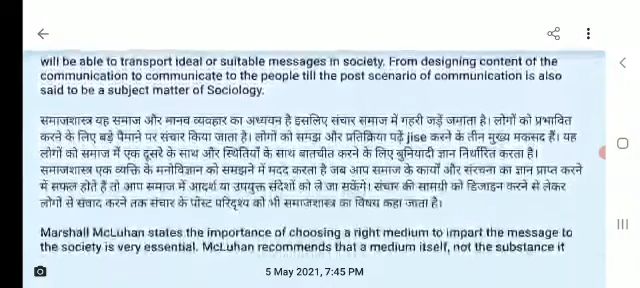 will be able to transport ideal or suitable messages in society. From designing content of the
communication to communicate to the people till the post scenario of communication is also
said to be a subject matter of Sociology.
समाजशास्त्र यह समाज और मानव व्यवहार का अध्ययन है इसलिए संचार समाज में गहरी जड़ें जमाता है। लोगों को प्रभावित
करने के लिए बड़े पैमाने पर संचार किया जाता है। लोगों को समझ और प्रतिक्रिया पढ़ें jise करने के तीन मुख्य मकसद हैं। यह
लोगों को समाज में एक दूसरे के साथ और स्थितियों के साथ बातचीत करने के लिए बुनियादी ज्ञान निर्धारित करता है।
समाजशास्त्र एक व्यक्ति के मनोविज्ञान को समझने में मदद करता है जब आप समाज के कार्यों और संरचना का ज्ञान प्राप्त करने
में सफल होते हैं तो आप समाज में आदर्श या उपयुक्त संदेशों को ले जा सकेंगे। संचार की सामग्री को डिजाइन करने से लेकर
लोगों से संवाद करने तक संचार के पोस्ट परिदृश्य को भी समाजशास्त्र का विषय कहा जाता है।
Marshall McLuhan states the importance of choosing a right medium to impart the message to
the society is very essential. McLuhan recommends that a medium itself, not the substance it
5 May 2021, 7:45 PM